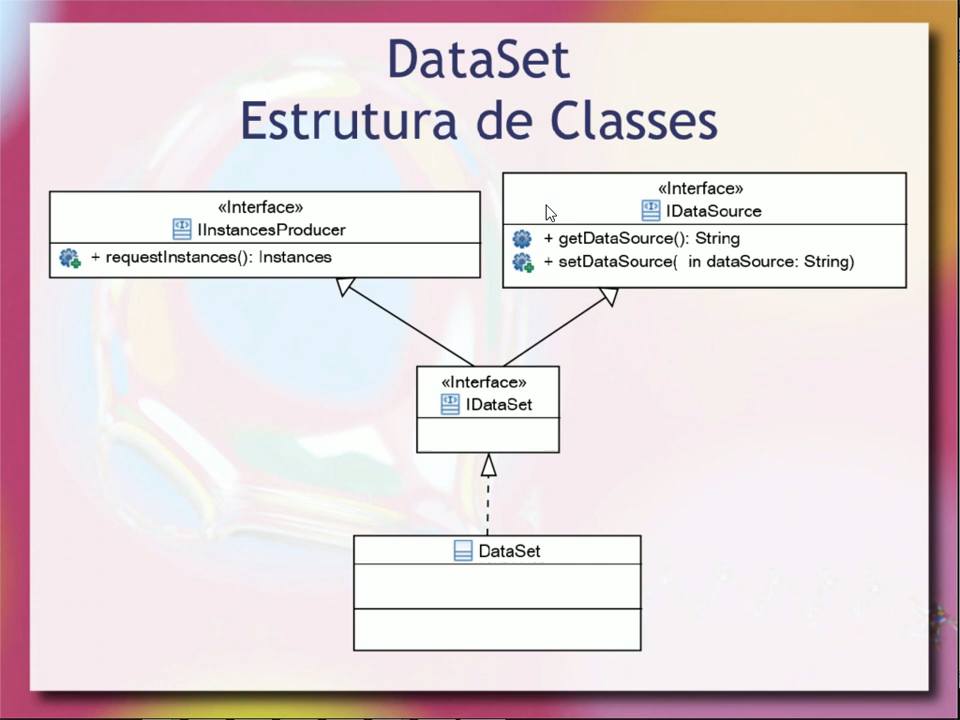 DataSet
Estrutura de Classes
«Interface»
IInstancesProducer
+ requestInstances(): Instances
«Interface»
IDataSource
+ getDataSource(): String
+ setDataSource( in dataSource: String)
«Interface»
IDataSet
DataSet